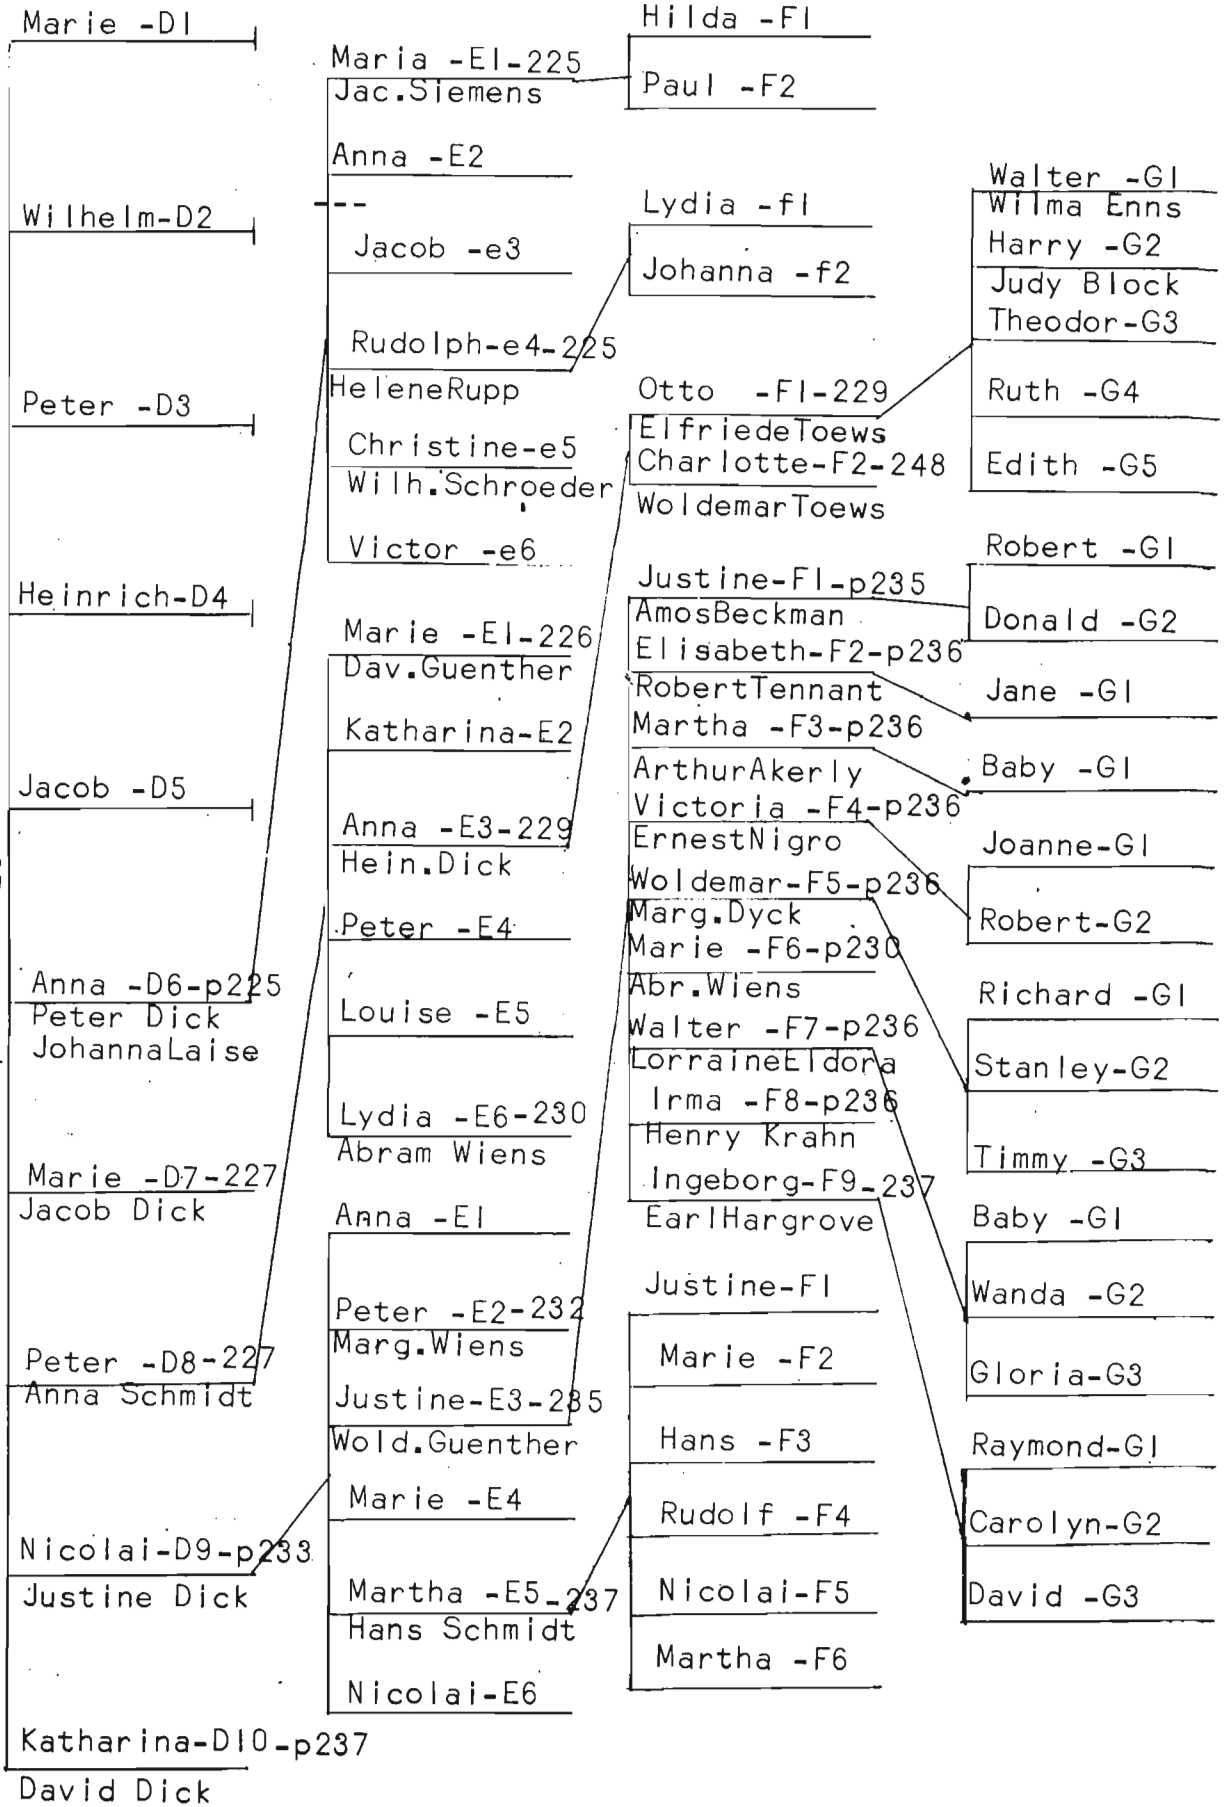 Marie -D1
Wilhelm-D2
Peter -D3
Heinrich-D4
Jacob -D5
Anna -D6-p225
Peter Dick
JohannaLaise
Marie -D7-227
Jacob Dick
Peter -D8-227
Anna Schmidt
Nicolai-D9-p233
Justine Dick
Katharina-D10-p237
David Dick
Maria -E1-225
Jac.Siemens
Anna -E2
---
Jacob -e3
Rudolph-e4-225
HeleneRupp
Christine-e5
Wilh.Schroeder
Victor -e6
Marie -E1-226
Dav.Guenther
Katharina-E2
Anna -E3-229
Hein.Dick
Peter -E4
Louise -E5
Lydia -E6-230
Abram Wiens
Anna -E1
Peter -E2-232
Marg.Wiens
Justine-E3-235
Wold.Guenther
Marie -E4
Martha -E5-237
Hans Schmidt
Nicolai-E6
Hilda -F1
Paul -F2
Lydia -f1
Johanna -f2
Otto -F1-229
ElfriedeToews
Charlotte-F2-248
WoldemarToews
Justine-F1-p235
AmosBeckman
Elisabeth-F2-p236
RobertTennant
Martha -F3-p236
ArthurAkerly
Victoria -F4-p236
ErnestNigro
Woldemar-F5-p236
Marg.Dyck
Marie -F6-p230
Abr.Wiens
Walter -F7-p236
LorraineEldora
Irma -F8-p236
Henry Krahn
Ingeborg-F9-237
EarlHargrove
Justine-F1
Marie -F2
Hans -F3
Rudolf -F4
Nicolai-F5
Martha -F6
Walter -G1
Wilma Enns
Harry -G2
Judy Block
Theodor-G3
Ruth -G4
Edith -G5
Robert -G1
Donald -G2
Jane -G1
Baby -G1
Joanne-G1
Robert-G2
Richard -G1
Stanley-G2
Timmy -G3
Baby -G1
Wanda -G2
Gloria-G3
Raymond-G1
Carolyn-G2
David -G3